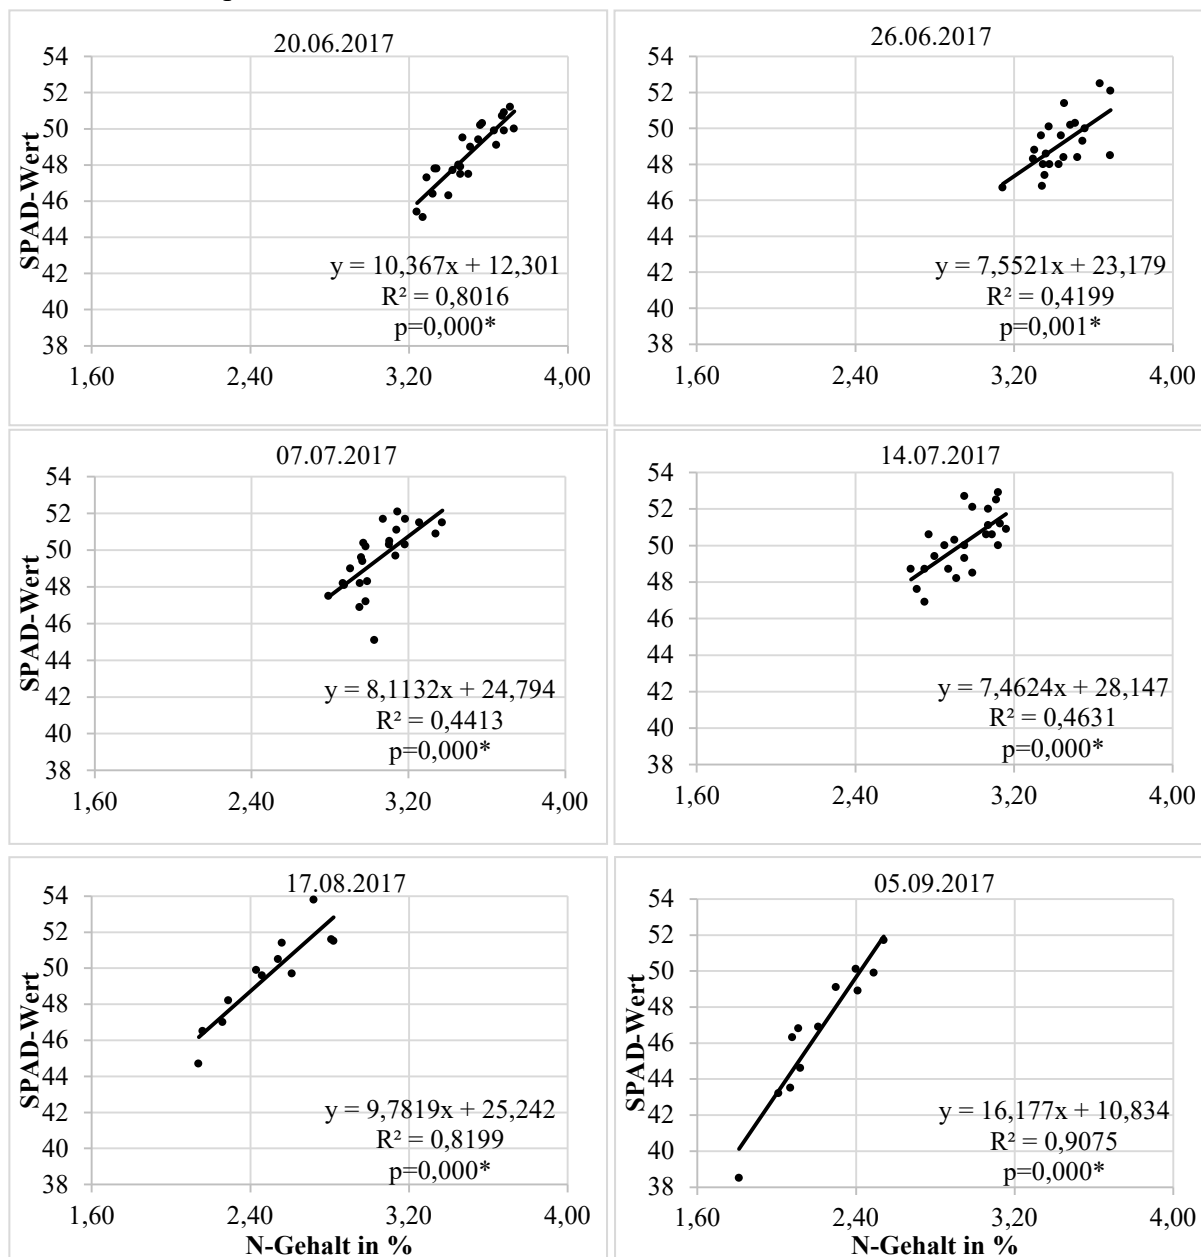 20.06.2017
54
52
50
48
46
44
42
40
38
SPAD-Wert
y = 10,367x + 12,301
R² = 0,8016
p=0,000*
1,60 2,40 3,20 4,00
26.06.2017
54
52
50
48
46
44
42
40
38
y = 7,5521x + 23,179
R² = 0,4199
p=0,001*
1,60 2,40 3,20 4,00
07.07.2017
54
52
50
48
46
44
42
40
38
SPAD-Wert
y = 8,1132x + 24,794
R² = 0,4413
p=0,000*
1,60 2,40 3,20 4,00
14.07.2017
54
52
50
48
46
44
42
40
38
y = 7,4624x + 28,147
R² = 0,4631
p=0,000*
1,60 2,40 3,20 4,00
17.08.2017
54
52
50
48
46
44
42
40
38
SPAD-Wert
y = 9,7819x + 25,242
R² = 0,8199
p=0,000*
1,60 2,40 3,20 4,00
N-Gehalt in %
05.09.2017
54
52
50
48
46
44
42
40
38
SPAD-Wert
y = 16,177x + 10,834
R² = 0,9075
p=0,000*
1,60 2,40 3,20 4,00
N-Gehalt in %